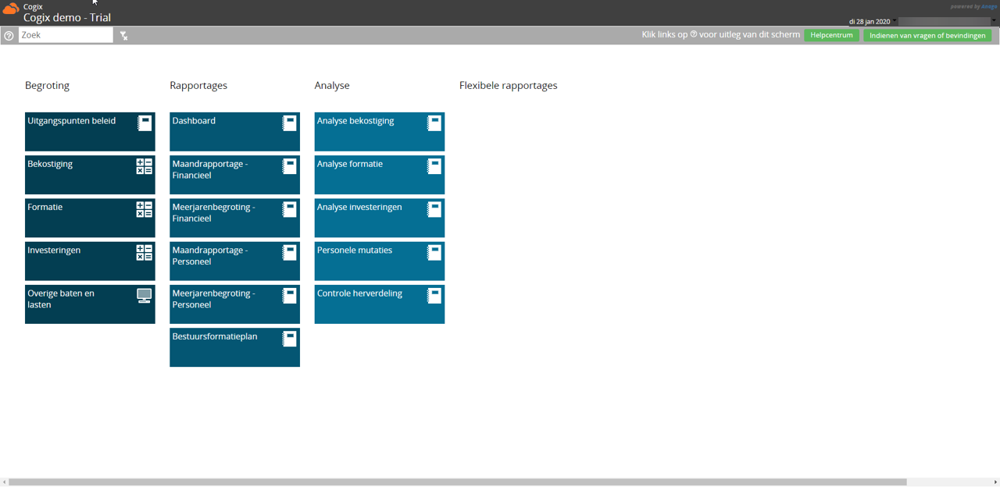 Cogix
Cogix demo - Trial
powered by Anago
di 28 jan 2020
Zoek
Klik links op ? voor uitleg van dit scherm
Helpcentrum
Indienen van vragen of bevindingen
Begroting
Uitgangspunten beleid
Bekostiging
Formatie
Investeringen
Overige baten en
lasten
Rapportages
Dashboard
Maandrapportage -
Financieel
Meerjarenbegroting -
Financieel
Maandrapportage -
Personeel
Meerjarenbegroting -
Personeel
Bestuursformatieplan
Analyse
Analyse bekostiging
Analyse formatie
Analyse investeringen
Personele mutaties
Controle herverdeling
Flexibele rapportages